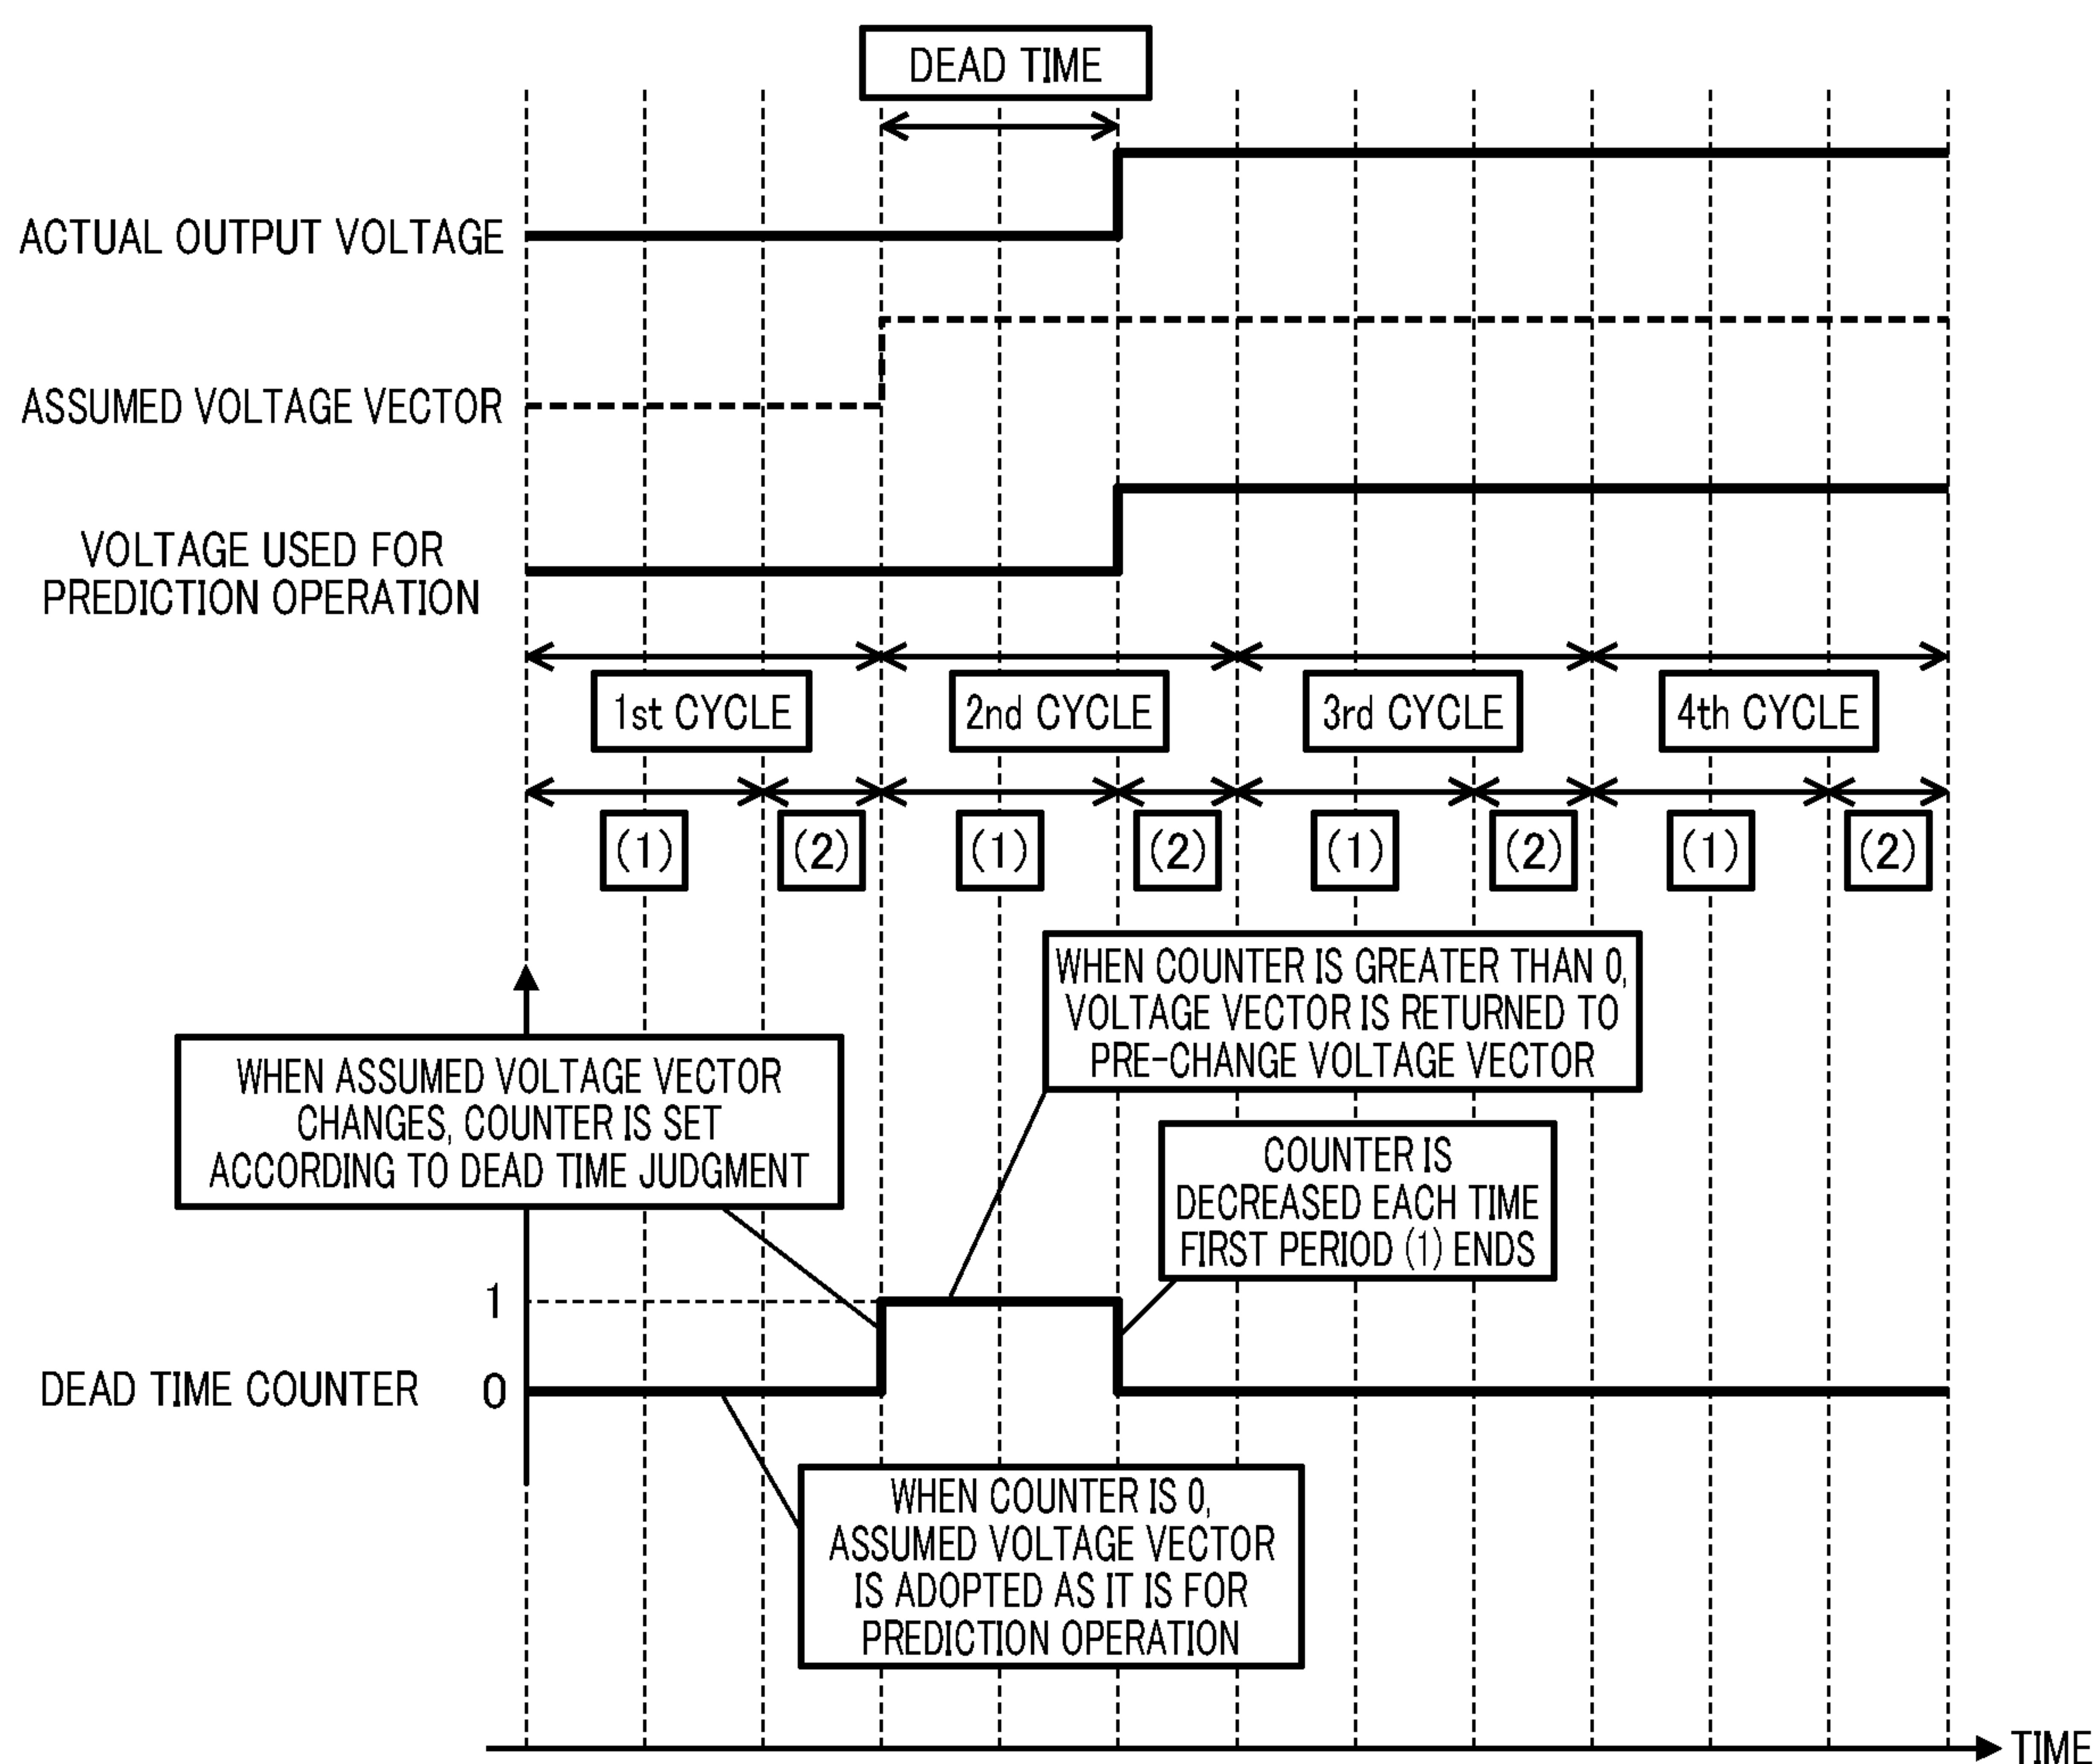 DEAD TIME
ACTUAL OUTPUT VOLTAGE
ASSUMED VOLTAGE VECTOR
VOLTAGE USED FOR
PREDICTION OPERATION
1st CYCLE
2nd CYCLE
3rd CYCLE
4th CYCLE
(1)
(2)
(1)
(2)
(1)
(2)
(1)
(2)
WHEN COUNTER IS GREATER THAN 0,
VOLTAGE VECTOR IS RETURNED TO
PRE-CHANGE VOLTAGE VECTOR
WHEN ASSUMED VOLTAGE VECTOR
CHANGES, COUNTER IS SET
ACCORDING TO DEAD TIME JUDGMENT
COUNTER IS
DECREASED EACH TIME
FIRST PERIOD (1) ENDS
1
DEAD TIME COUNTER
0
WHEN COUNTER IS 0,
ASSUMED VOLTAGE VECTOR
IS ADOPTED AS IT IS FOR
PREDICTION OPERATION
TIME